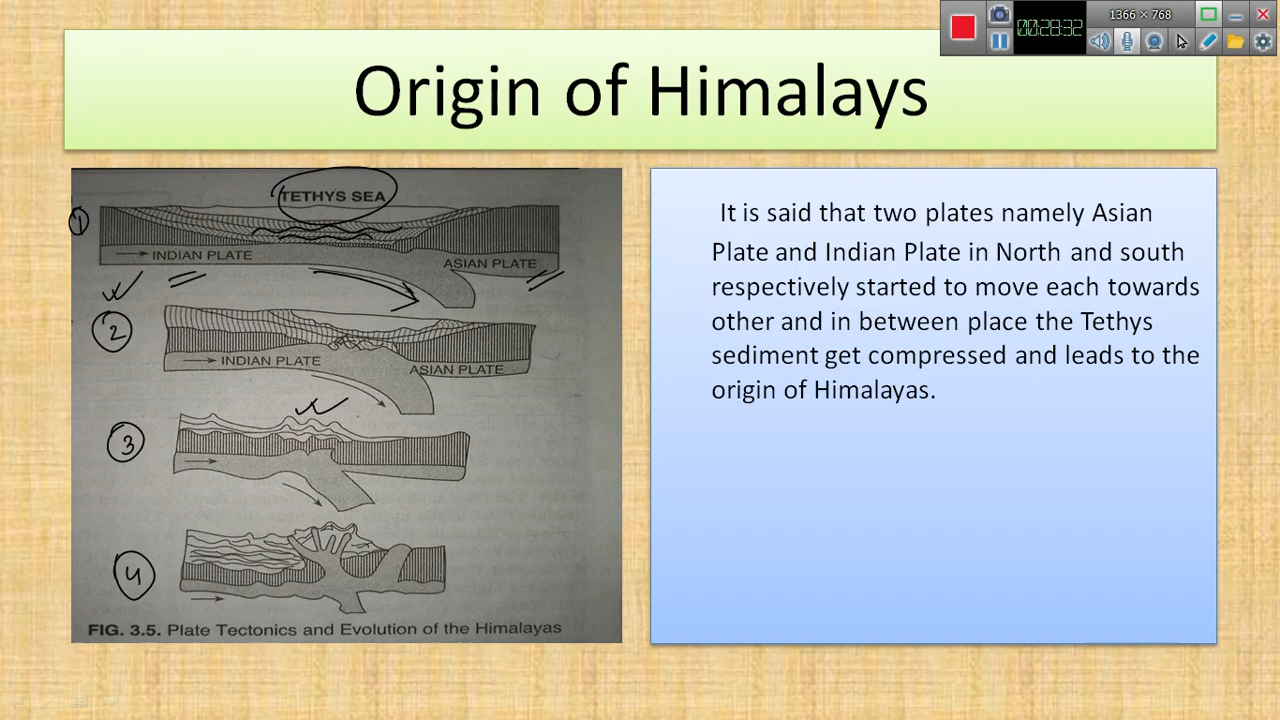 1366 × 768
00:28:32
Origin of Himalays
TETHYS SEA
1
INDIAN PLATE
ASIAN PLATE
2
INDIAN PLATE
ASIAN PLATE
3
4
FIG. 3.5. Plate Tectonics and Evolution of the Himalayas
It is said that two plates namely Asian
Plate and Indian Plate in North and south
respectively started to move each towards
other and in between place the Tethys
sediment get compressed and leads to the
origin of Himalayas.